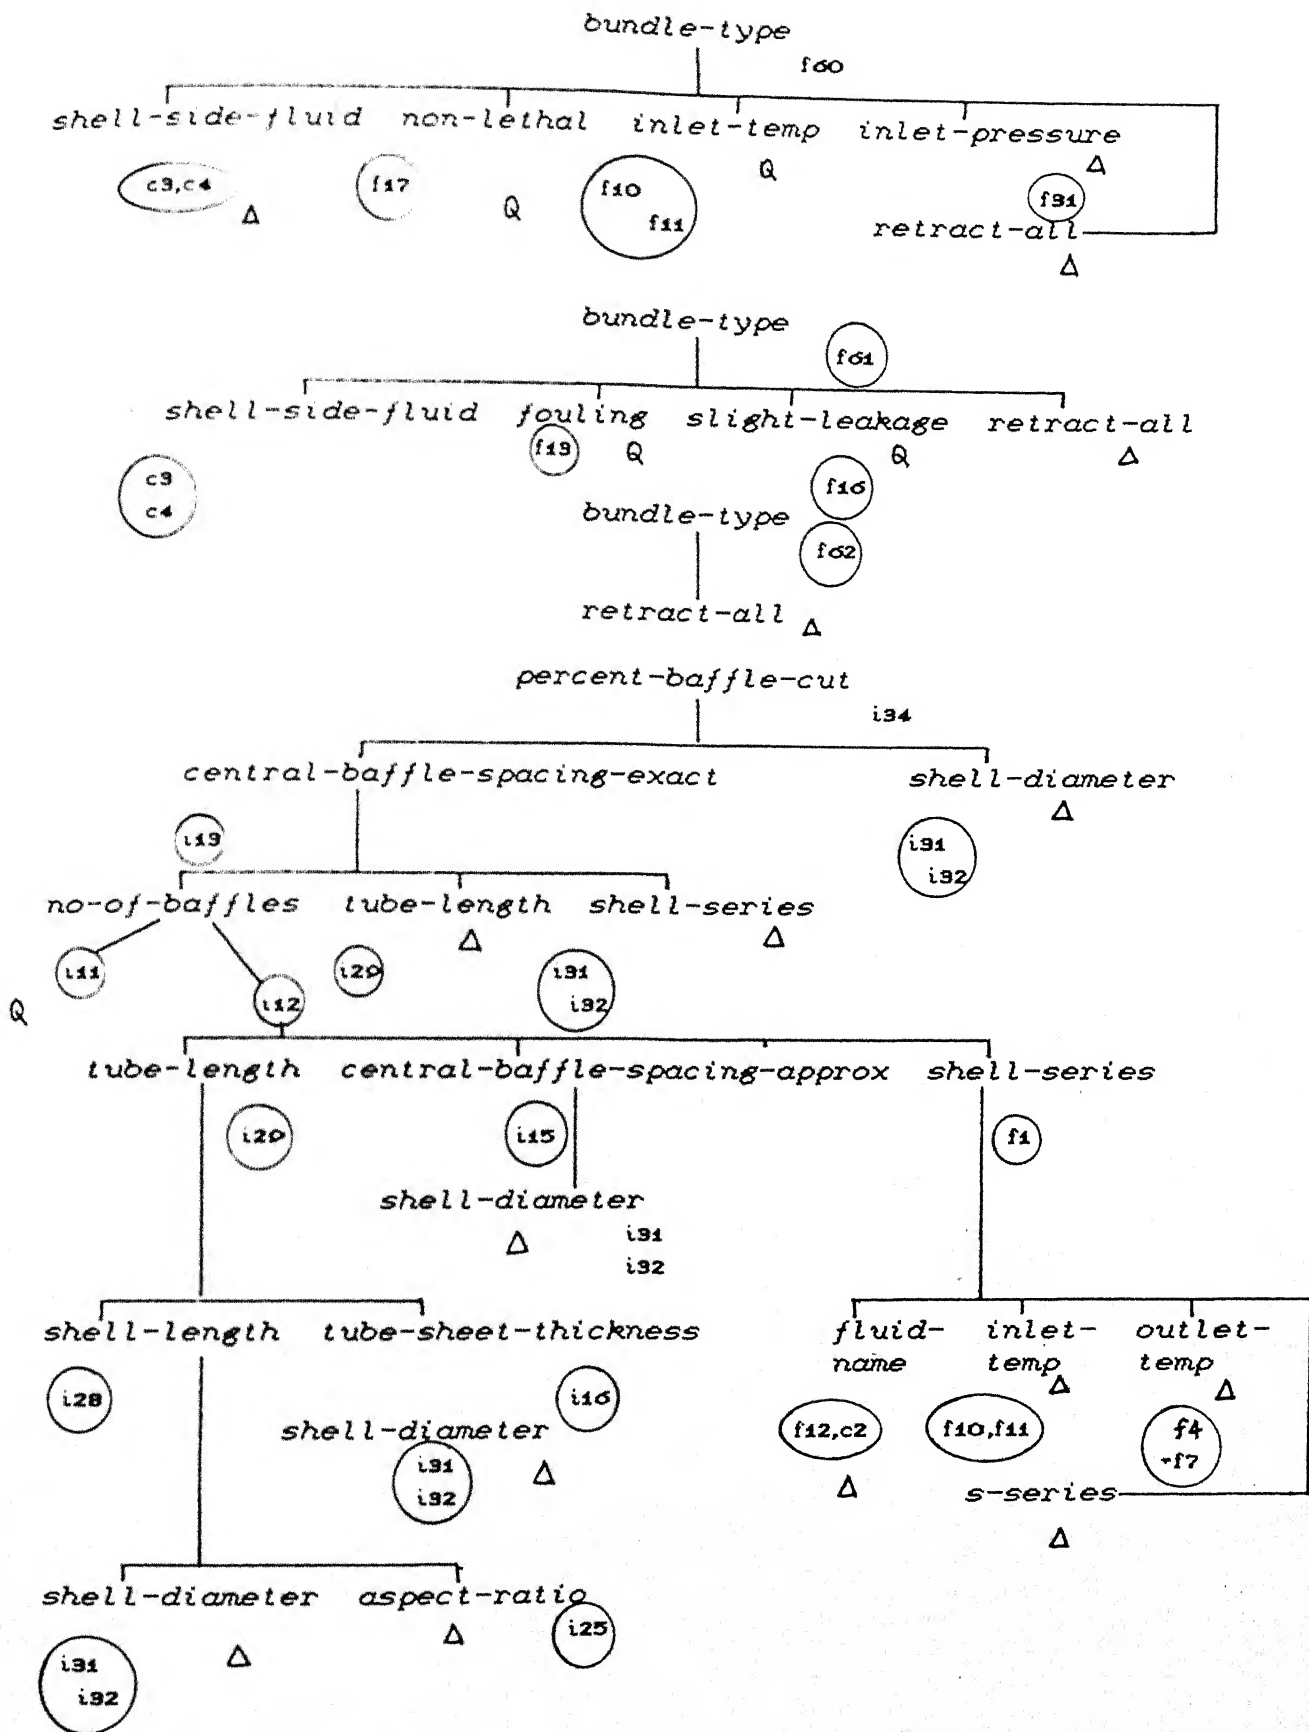 bundle-type
f60
shell-side-fluid non-lethal inlet-temp inlet-pressure
c3,c4 Δ f17 Q f10 Q Δ
f11 f31
retract-all
Δ
bundle-type
f61
shell-side-fluid fouling slight-leakage retract-all
f19 Q Q Δ
c3
c4
f16
bundle-type
f62
retract-all Δ
percent-baffle-cut
i34
central-baffle-spacing-exact shell-diameter
Δ
i13 i31
i32
no-of-baffles tube-length shell-series
Δ Δ
i11 i29 i31
Q i12 i32
tube-length central-baffle-spacing-approx shell-series
i29 i15 f1
shell-diameter
Δ i31
i32
shell-length tube-sheet-thickness fluid- inlet- outlet-
name temp temp
Δ Δ
i28 i16
shell-diameter f12,c2 f10,f11 f4
-f7
i31 Δ
i32
Δ s-series
Δ
shell-diameter aspect-ratio
Δ Δ i25
i31
i32